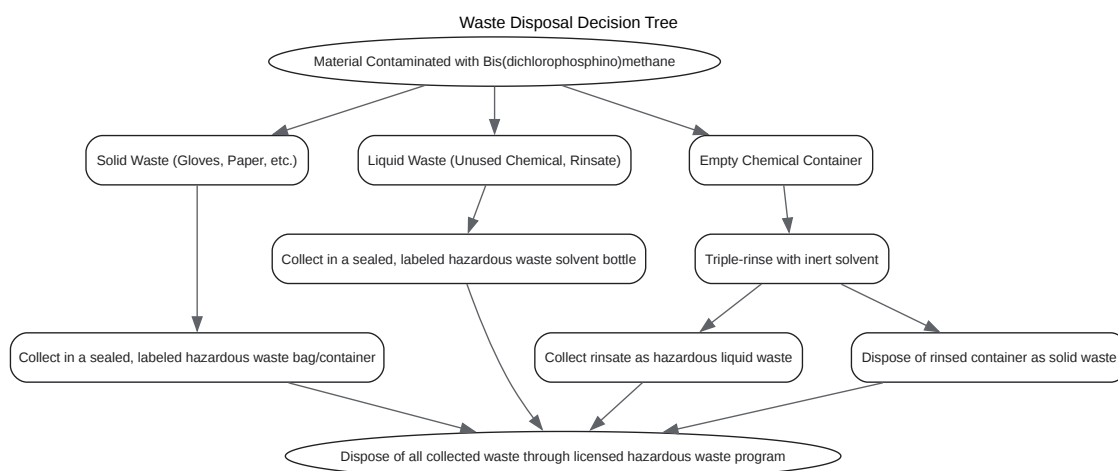 Waste Disposal Decision Tree
Material Contaminated with Bis(dichlorophosphino)methane
Solid Waste (Gloves, Paper, etc.)
Liquid Waste (Unused Chemical, Rinsate)
Empty Chemical Container
Collect in a sealed, labeled hazardous waste solvent bottle
Triple-rinse with inert solvent
Collect in a sealed, labeled hazardous waste bag/container
Collect rinsate as hazardous liquid waste
Dispose of rinsed container as solid waste
Dispose of all collected waste through licensed hazardous waste program